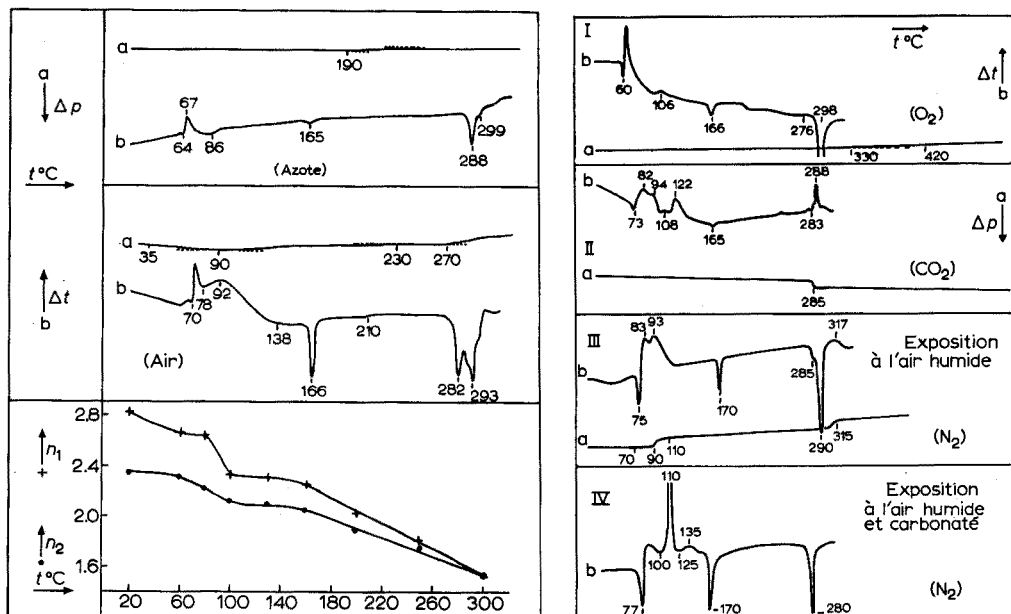 a
190
a
Δp
67
b
64
86
165
299
288
(Azote)
t°C
a
35
90
230
270
Δt
b
b
70
78
92
138
210
166
282
293
(Air)
2.8
n1
2.4
2.0
n2
t°C
1.6
20
60
100
140
180
220
260
300
I
t°C
b
Δt
b
60
106
166
276
298
(O2)
a
330
420
II
b
82
94
122
288
a
Δp
73
108
165
283
a
(CO2)
285
III
83
93
317
Exposition
à l'air humide
b
285
75
170
a
70
90
110
290
315
(N2)
IV
110
Exposition
à l'air humide
et carbonaté
135
100
125
b
77
170
280
(N2)